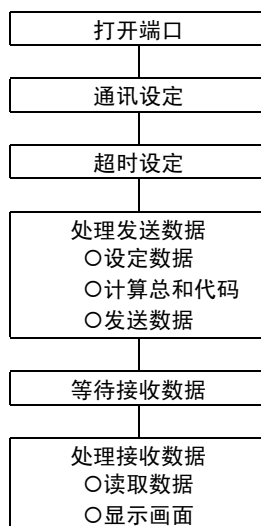 打开端口
通讯设定
超时设定
处理发送数据
○设定数据
○计算总和代码
○发送数据
等待接收数据
处理接收数据
○读取数据
○显示画面